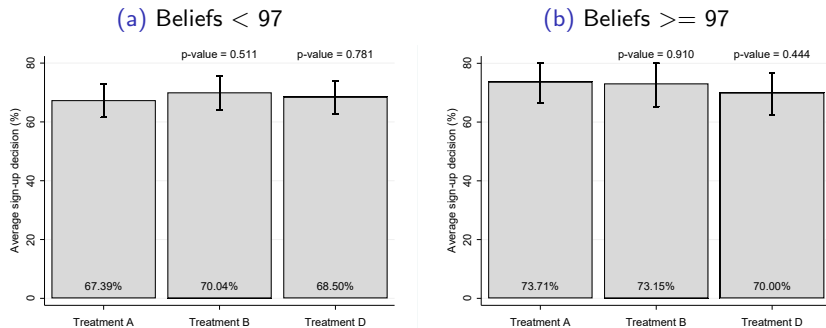 (a) Beliefs < 97
p-value = 0.511 p-value = 0.781
Average sign-up decision (%)
80
60
40
20
0
67.39% 70.04% 68.50%
Treatment A Treatment B Treatment D
(b) Beliefs >= 97
p-value = 0.910 p-value = 0.444
Average sign-up decision (%)
80
60
40
20
0
73.71% 73.15% 70.00%
Treatment A Treatment B Treatment D